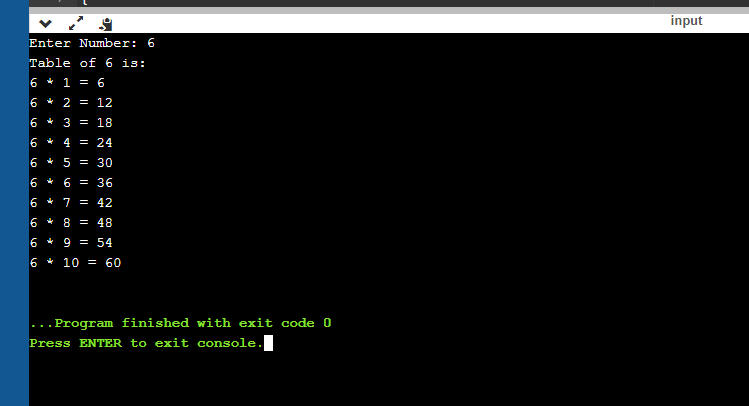 input
Enter Number: 6
Table of 6 is:
6 * 1 = 6
6 * 2 = 12
6 * 3 = 18
6 * 4 = 24
6 * 5 = 30
6 * 6 = 36
6 * 7 = 42
6 * 8 = 48
6 * 9 = 54
6 * 10 = 60
...Program finished with exit code 0
Press ENTER to exit console.